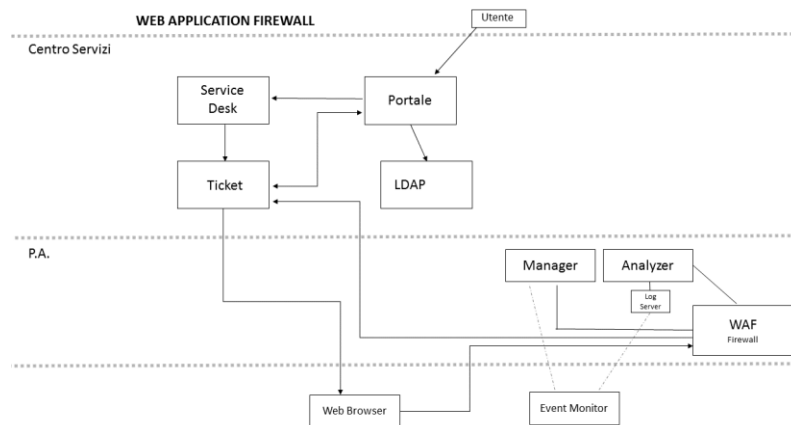 WEB APPLICATION FIREWALL
Utente
Centro Servizi
Service
Desk
Portale
Ticket
LDAP
P.A.
Manager
Analyzer
Log
Server
WAF
Firewall
Web Browser
Event Monitor